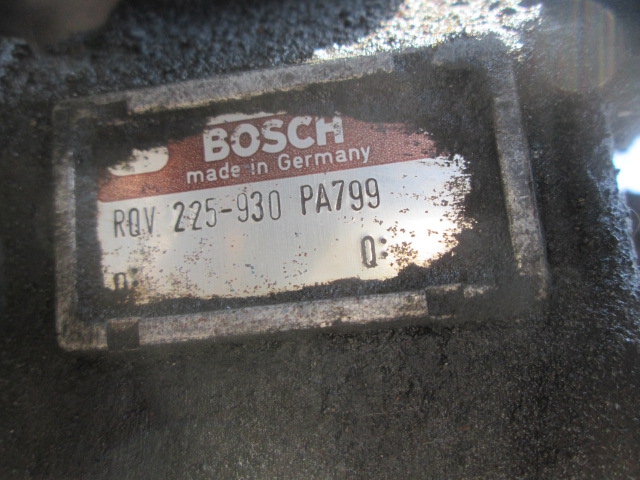 BOSCH
made in Germany
RQV 225-930 PA799
Q: